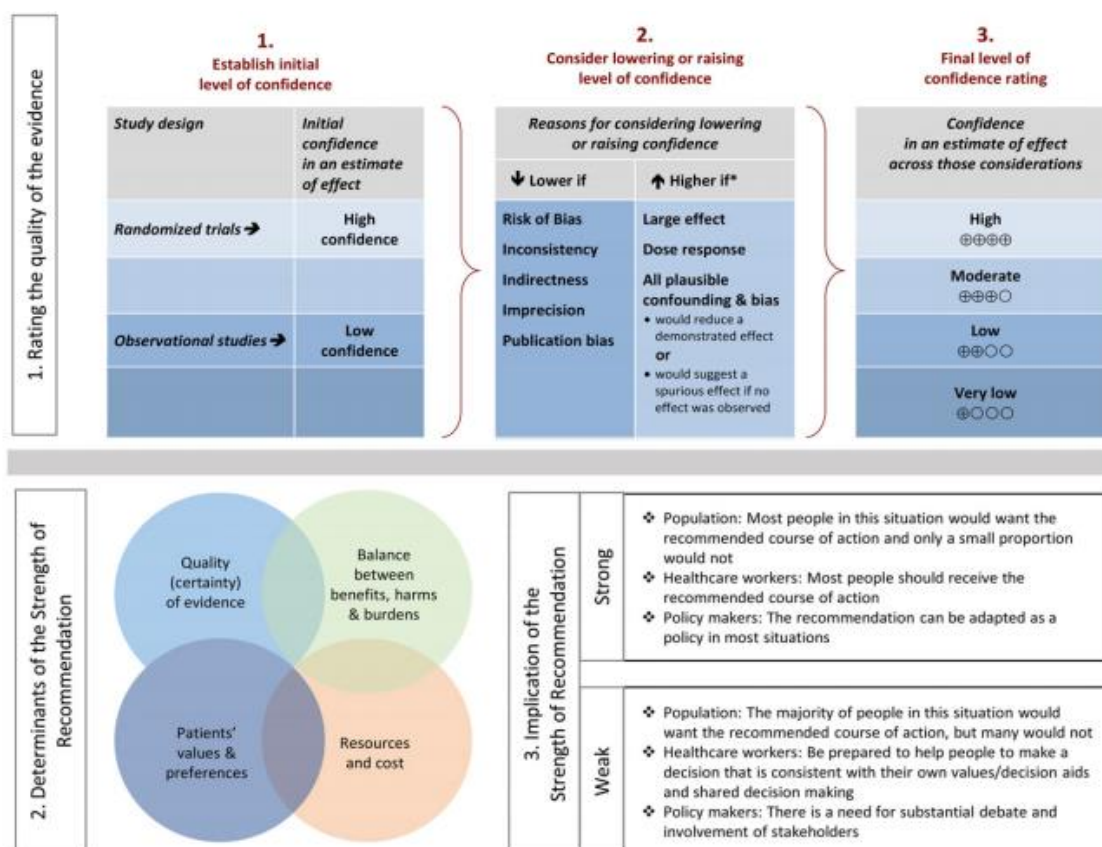 1. Rating the quality of the evidence
1.
Establish initial
level of confidence
Study design
Initial
confidence
in an estimate
of effect
Randomized trials ➔
High
confidence
Observational studies ➔
Low
confidence
2.
Consider lowering or raising
level of confidence
Reasons for considering lowering
or raising confidence
🡇 Lower if
🡅 Higher if*
Risk of Bias
Inconsistency
Indirectness
Imprecision
Publication bias
Large effect
Dose response
All plausible
confounding & bias
• would reduce a
demonstrated effect
or
• would suggest a
spurious effect if no
effect was observed
3.
Final level of
confidence rating
Confidence
in an estimate of effect
across those considerations
High
⊕⊕⊕⊕
Moderate
⊕⊕⊕○
Low
⊕⊕○○
Very low
⊕○○○
2. Determinants of the Strength of
Recommendation
Quality
(certainty)
of evidence
Balance
between
benefits, harms
& burdens
Patients'
values &
preferences
Resources
and cost
3. Implication of the
Strength of Recommendation
Strong
❖ Population: Most people in this situation would want the
recommended course of action and only a small proportion
would not
❖ Healthcare workers: Most people should receive the
recommended course of action
❖ Policy makers: The recommendation can be adapted as a
policy in most situations
Weak
❖ Population: The majority of people in this situation would
want the recommended course of action, but many would not
❖ Healthcare workers: Be prepared to help people to make a
decision that is consistent with their own values/decision aids
and shared decision making
❖ Policy makers: There is a need for substantial debate and
involvement of stakeholders